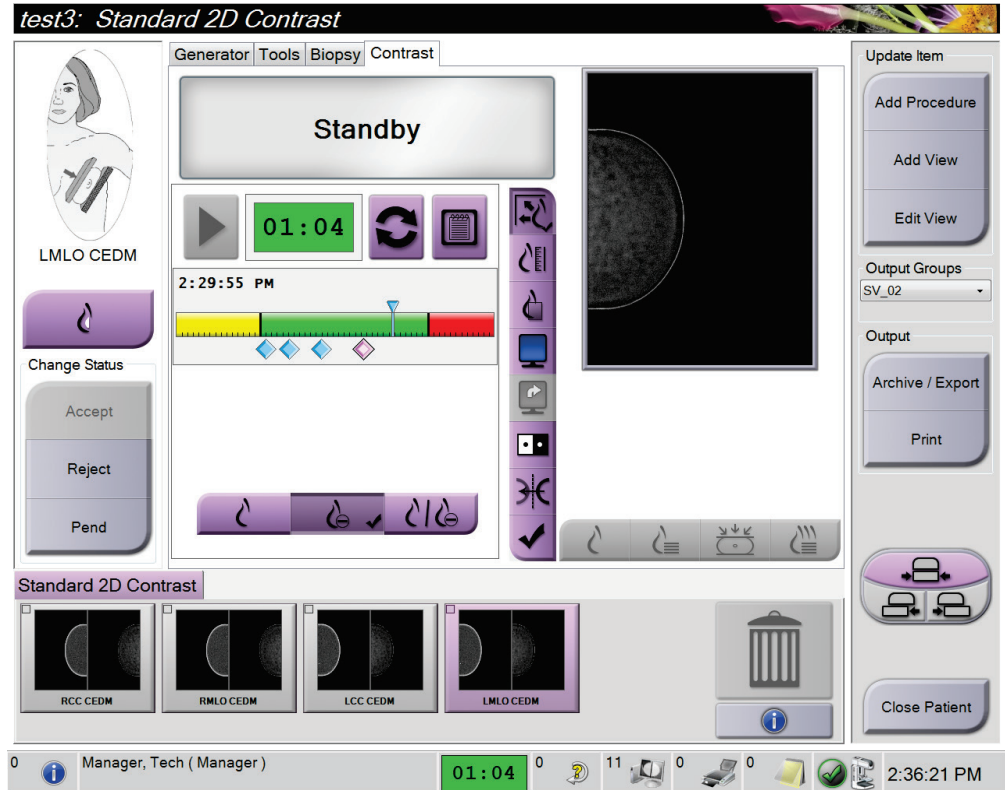 test3: Standard 2D Contrast
Generator Tools Biopsy Contrast
Standby
01:04
2:29:55 PM
LMLO CEDM
Change Status
Accept
Reject
Pend
Update Item
Add Procedure
Add View
Edit View
Output Groups
SV_02
Output
Archive / Export
Print
Standard 2D Contrast
RCC CEDM
RMLO CEDM
LCC CEDM
LMLO CEDM
Close Patient
0
Manager, Tech ( Manager )
01:04
0
11
0
0
2:36:21 PM